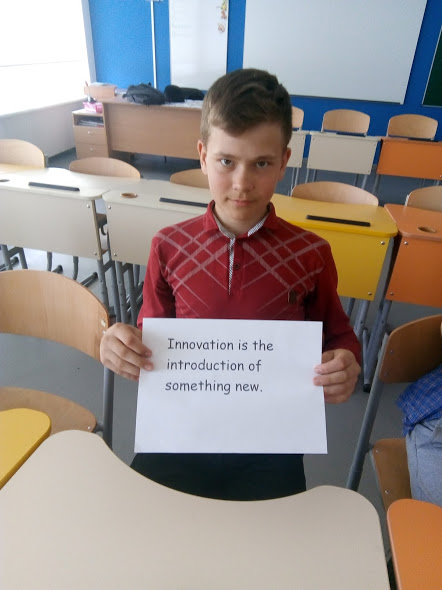 Innovation is the
introduction of
something new.